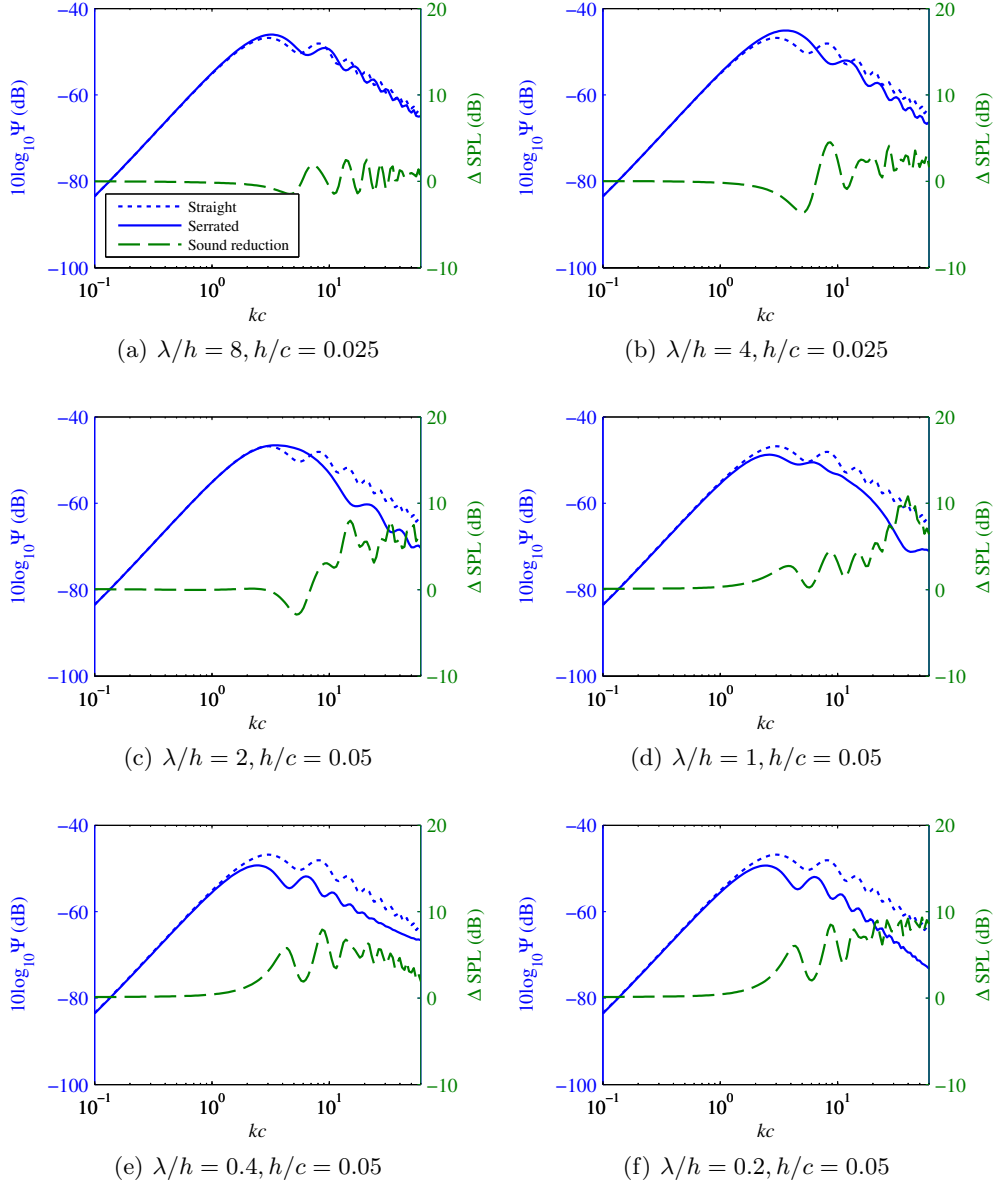 −40
−60
−80
−100
10log₁₀Ψ (dB)
20
10
0
−10
Δ SPL (dB)
Straight
Serrated
Sound reduction
10⁻¹ 10⁰ 10¹
kc
(a) λ/h = 8, h/c = 0.025
−40
−60
−80
−100
10log₁₀Ψ (dB)
20
10
0
−10
Δ SPL (dB)
10⁻¹ 10⁰ 10¹
kc
(b) λ/h = 4, h/c = 0.025
−40
−60
−80
−100
10log₁₀Ψ (dB)
20
10
0
−10
Δ SPL (dB)
10⁻¹ 10⁰ 10¹
kc
(c) λ/h = 2, h/c = 0.05
−40
−60
−80
−100
10log₁₀Ψ (dB)
20
10
0
−10
Δ SPL (dB)
10⁻¹ 10⁰ 10¹
kc
(d) λ/h = 1, h/c = 0.05
−40
−60
−80
−100
10log₁₀Ψ (dB)
20
10
0
−10
Δ SPL (dB)
10⁻¹ 10⁰ 10¹
kc
(e) λ/h = 0.4, h/c = 0.05
−40
−60
−80
−100
10log₁₀Ψ (dB)
20
10
0
−10
Δ SPL (dB)
10⁻¹ 10⁰ 10¹
kc
(f) λ/h = 0.2, h/c = 0.05